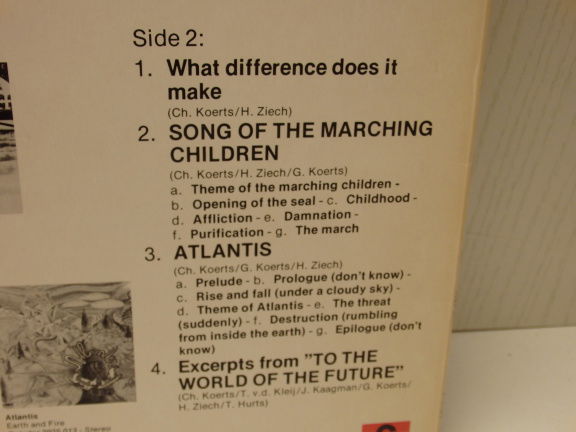 Side 2:
1. What difference does it
make
(Ch. Koerts/H. Ziech)
2. SONG OF THE MARCHING
CHILDREN
(Ch. Koerts/H. Ziech/G. Koerts)
a. Theme of the marching children -
b. Opening of the seal - c. Childhood -
d. Affliction - e. Damnation -
f. Purification - g. The march
3. ATLANTIS
(Ch. Koerts/G. Koerts/H. Ziech)
a. Prelude - b. Prologue (don't know) -
c. Rise and fall (under a cloudy sky) -
d. Theme of Atlantis - e. The threat
(suddenly) - f. Destruction (rumbling
from inside the earth) - g. Epilogue (don't
know)
4. Excerpts from "TO THE
WORLD OF THE FUTURE"
(Ch. Koerts/T. v.d. Kleij/J. Kaagman/G. Koerts/
H. Ziech/T. Hurts)
Atlantis
Earth and Fire
2925 013 - Stereo